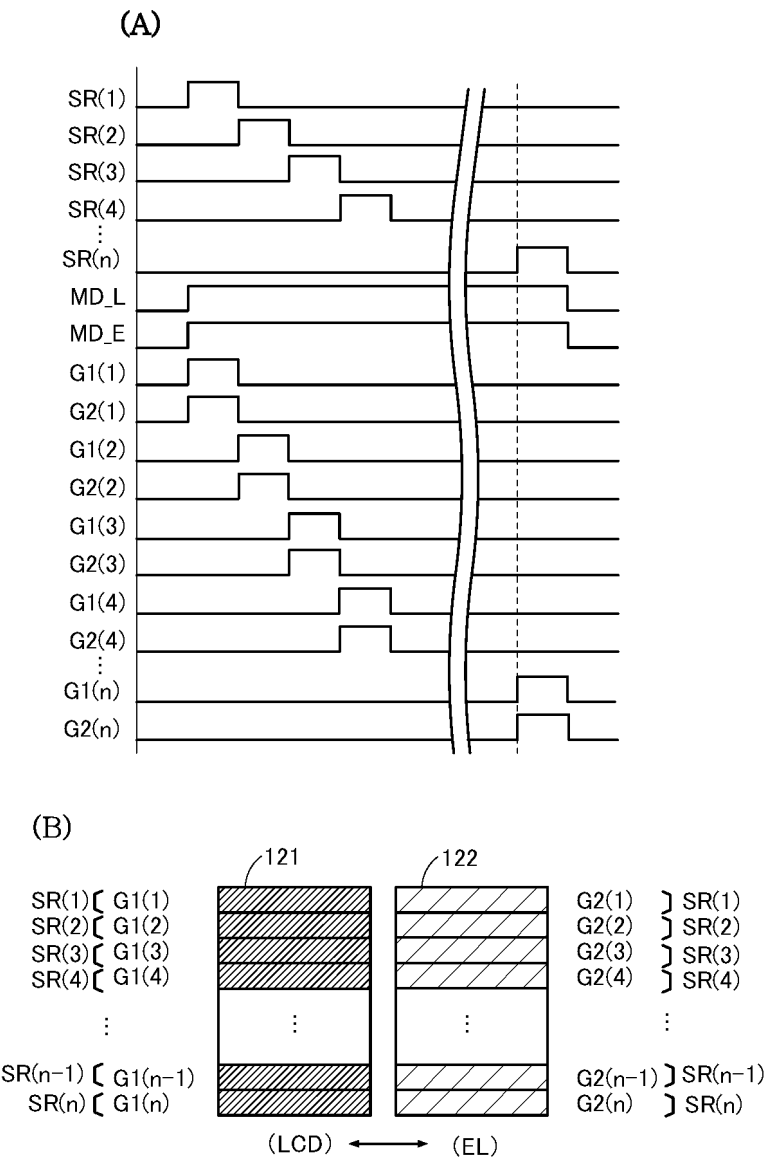 (A)
SR(1)
SR(2)
SR(3)
SR(4)
⋮
SR(n)
MD_L
MD_E
G1(1)
G2(1)
G1(2)
G2(2)
G1(3)
G2(3)
G1(4)
G2(4)
⋮
G1(n)
G2(n)
(B)
121 122
SR(1) { G1(1) G2(1) } SR(1)
SR(2) { G1(2) G2(2) } SR(2)
SR(3) { G1(3) G2(3) } SR(3)
SR(4) { G1(4) G2(4) } SR(4)
⋮ ⋮ ⋮ ⋮
SR(n-1) { G1(n-1) G2(n-1) } SR(n-1)
SR(n) { G1(n) G2(n) } SR(n)
(LCD) ↔ (EL)